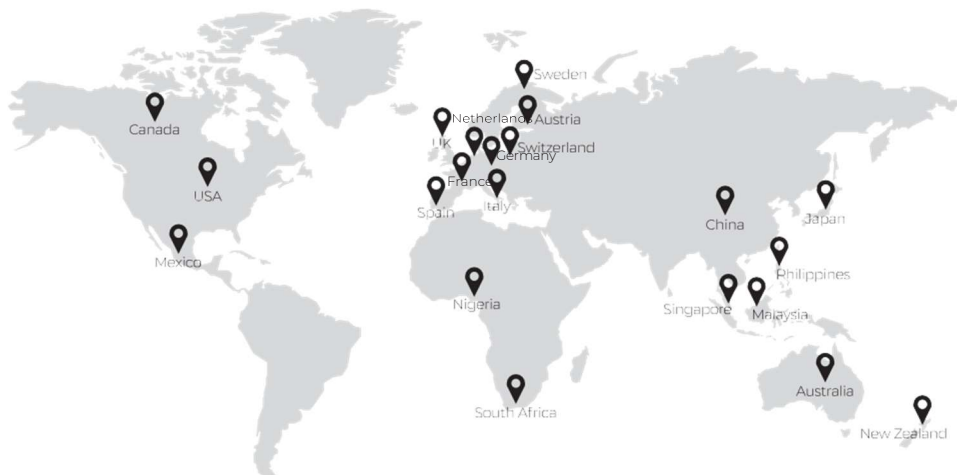 Sweden
Netherlands
Austria
Canada
UK
Switzerland
Germany
France
USA
Italy
Spain
Japan
China
Mexico
Philippines
Nigeria
Singapore
Malaysia
Australia
South Africa
New Zealand